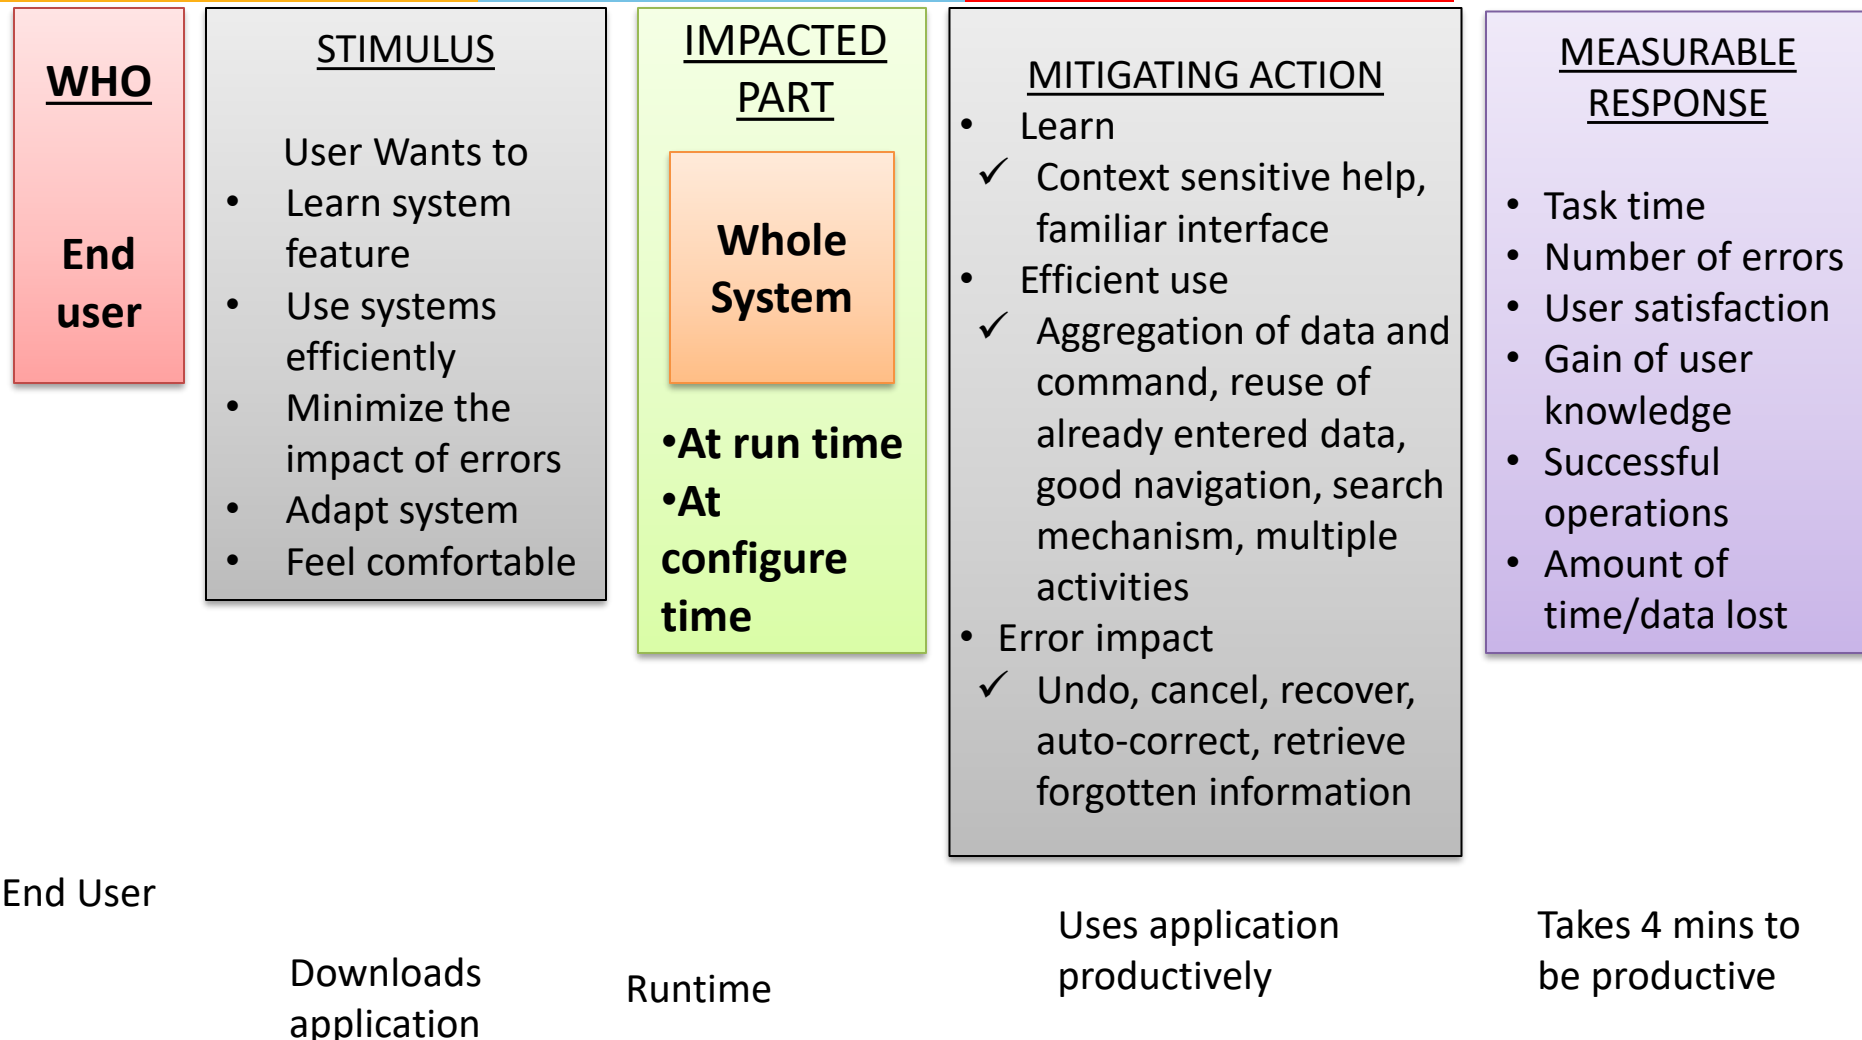 WHO
End
user
STIMULUS
User Wants to
• Learn system
feature
• Use systems
efficiently
• Minimize the
impact of errors
• Adapt system
• Feel comfortable
IMPACTED
PART
Whole
System
•At run time
•At
configure
time
MITIGATING ACTION
• Learn
✓ Context sensitive help,
familiar interface
• Efficient use
✓ Aggregation of data and
command, reuse of
already entered data,
good navigation, search
mechanism, multiple
activities
• Error impact
✓ Undo, cancel, recover,
auto-correct, retrieve
forgotten information
MEASURABLE
RESPONSE
• Task time
• Number of errors
• User satisfaction
• Gain of user
knowledge
• Successful
operations
• Amount of
time/data lost
End User
Downloads
application
Runtime
Uses application
productively
Takes 4 mins to
be productive